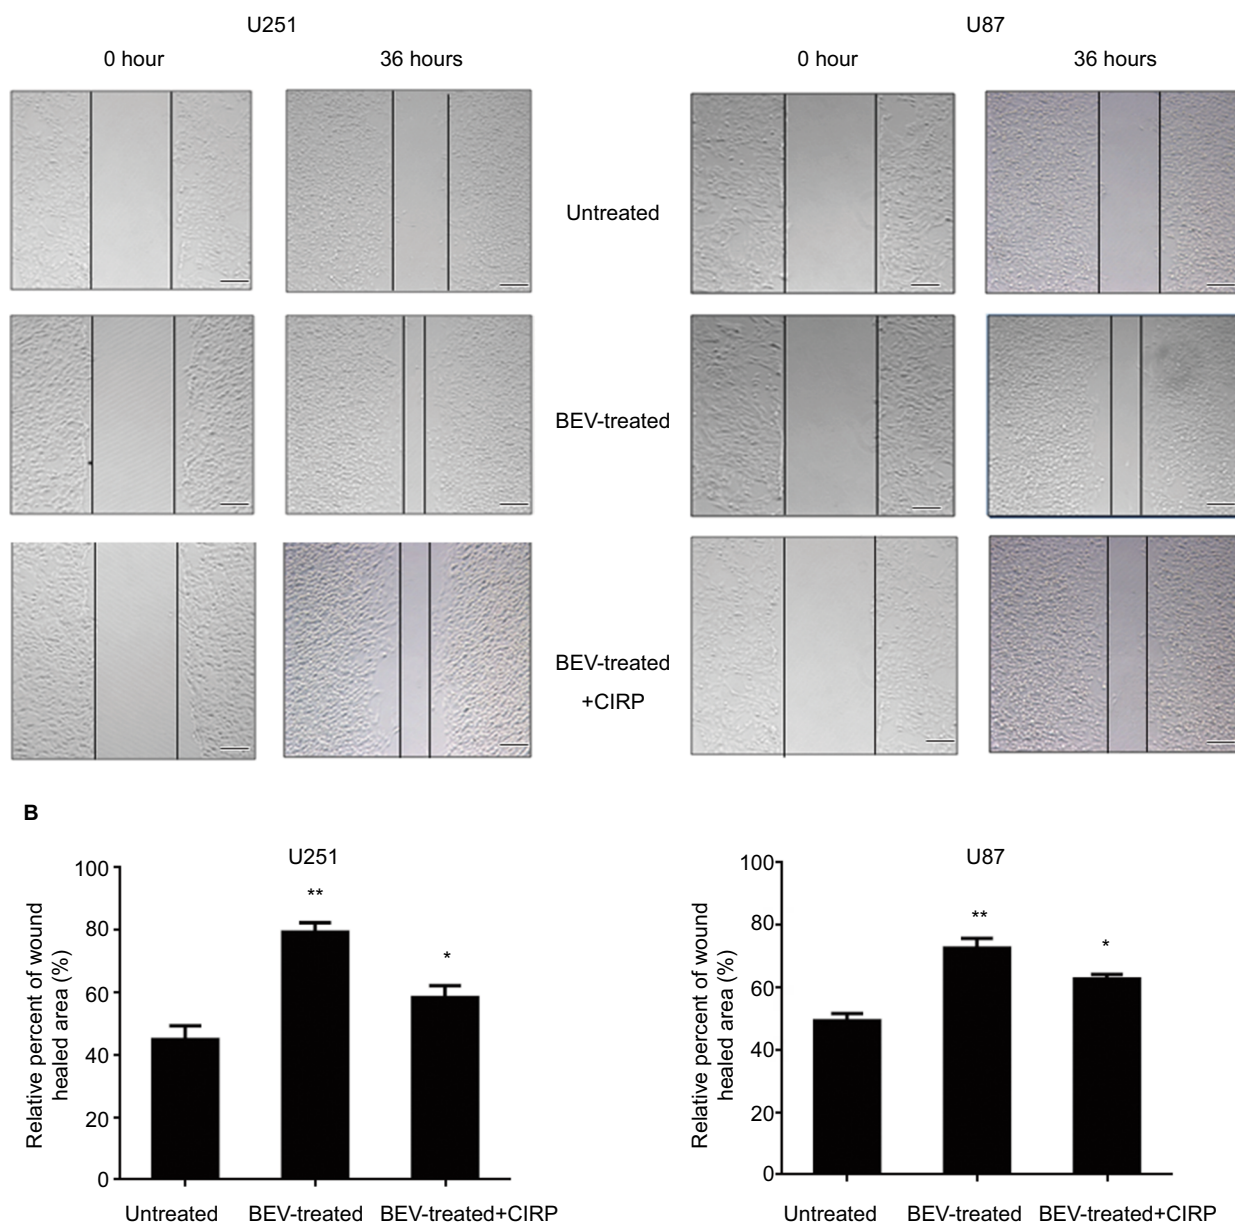 U251
U87
0 hour
36 hours
0 hour
36 hours
Untreated
BEV-treated
BEV-treated
+CIRP
B
U251
100
80
60
40
20
0
Relative percent of wound
healed area (%)
**
*
Untreated
BEV-treated
BEV-treated+CIRP
U87
100
80
60
40
20
0
Relative percent of wound
healed area (%)
**
*
Untreated
BEV-treated
BEV-treated+CIRP